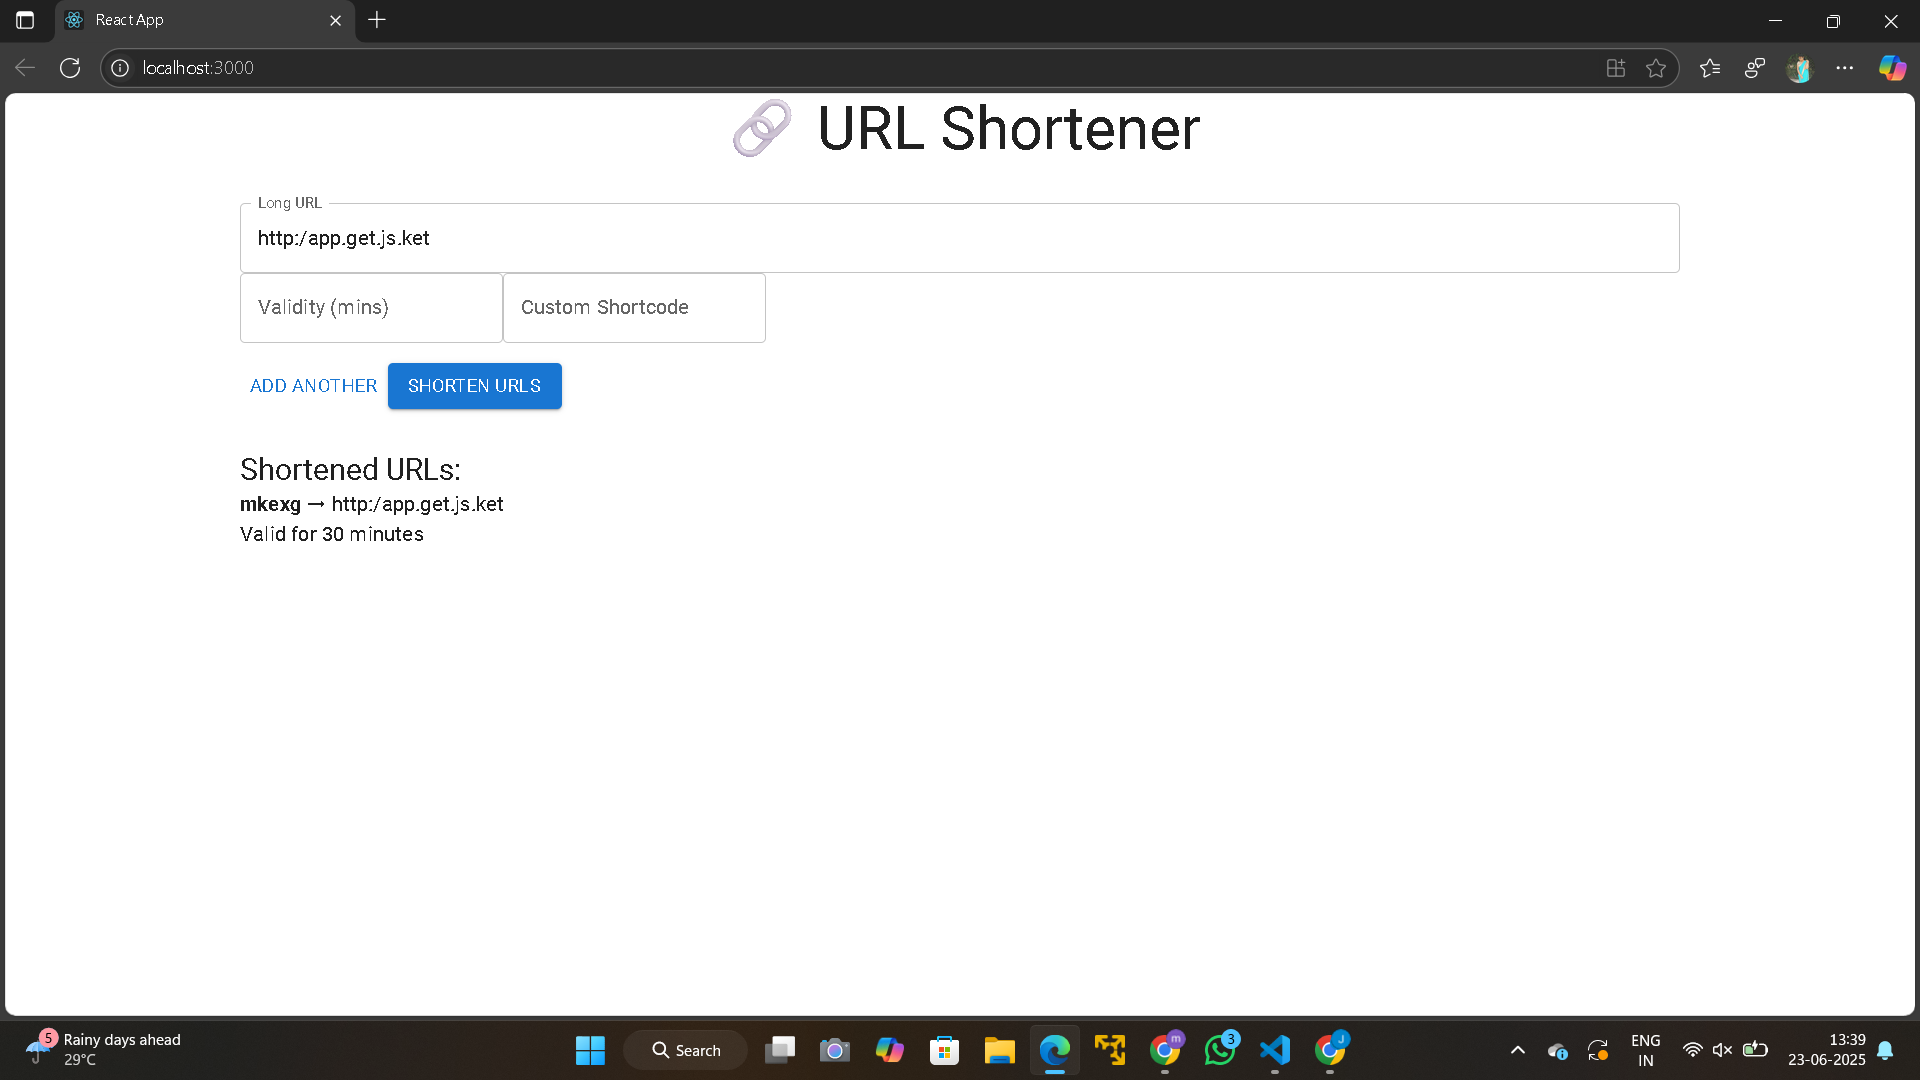 React App
localhost:3000
URL Shortener
Long URL
http:/app.get.js.ket
Validity (mins)
Custom Shortcode
ADD ANOTHER
SHORTEN URLS
Shortened URLs:
mkexg → http:/app.get.js.ket
Valid for 30 minutes
5
Rainy days ahead
29°C
Search
m
3
J
ENG
IN
13:39
23-06-2025